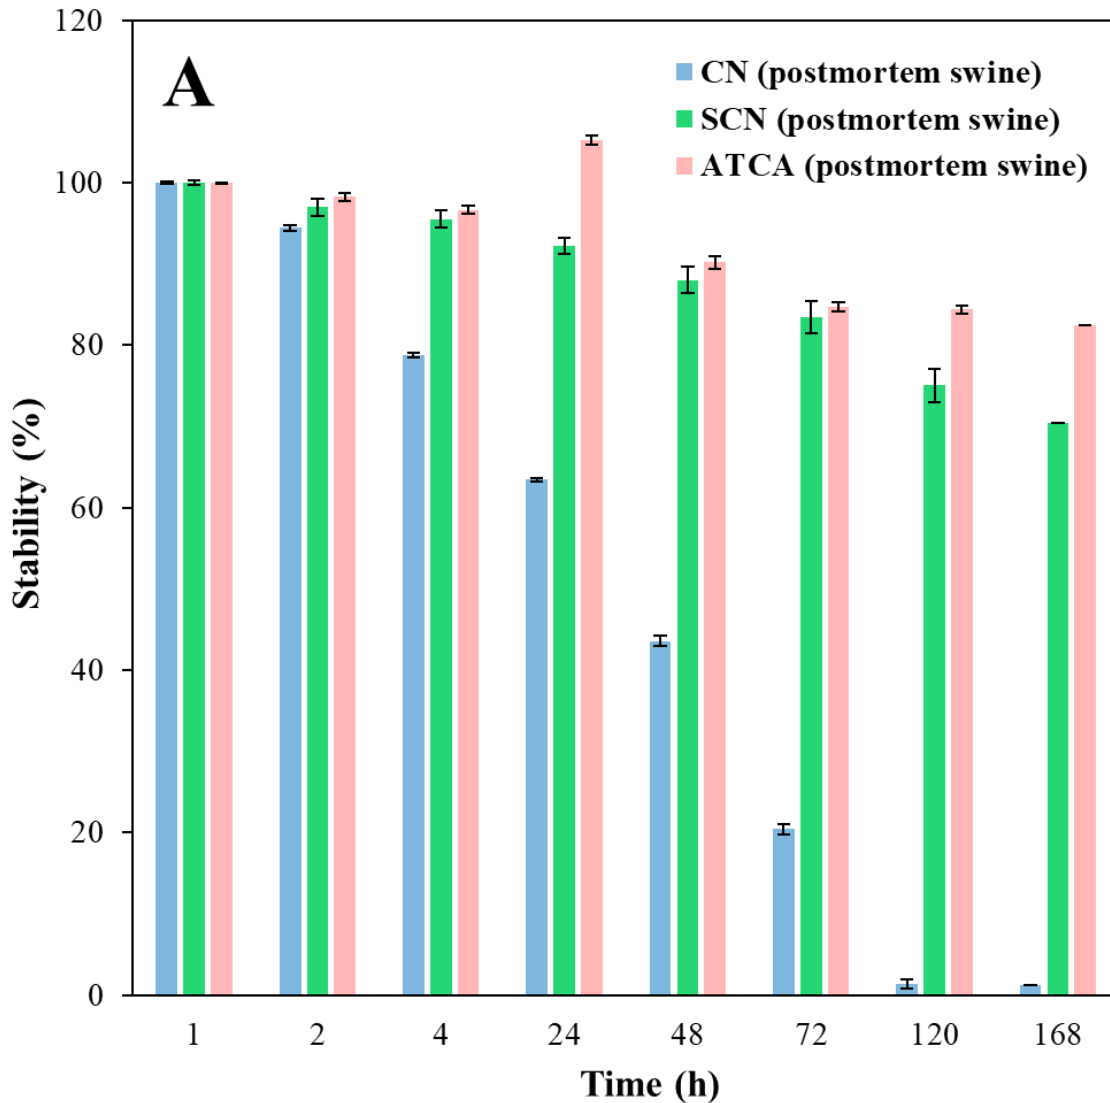 A
CN (postmortem swine)
SCN (postmortem swine)
ATCA (postmortem swine)
Stability (%)
120
100
80
60
40
20
0
1 2 4 24 48 72 120 168
Time (h)